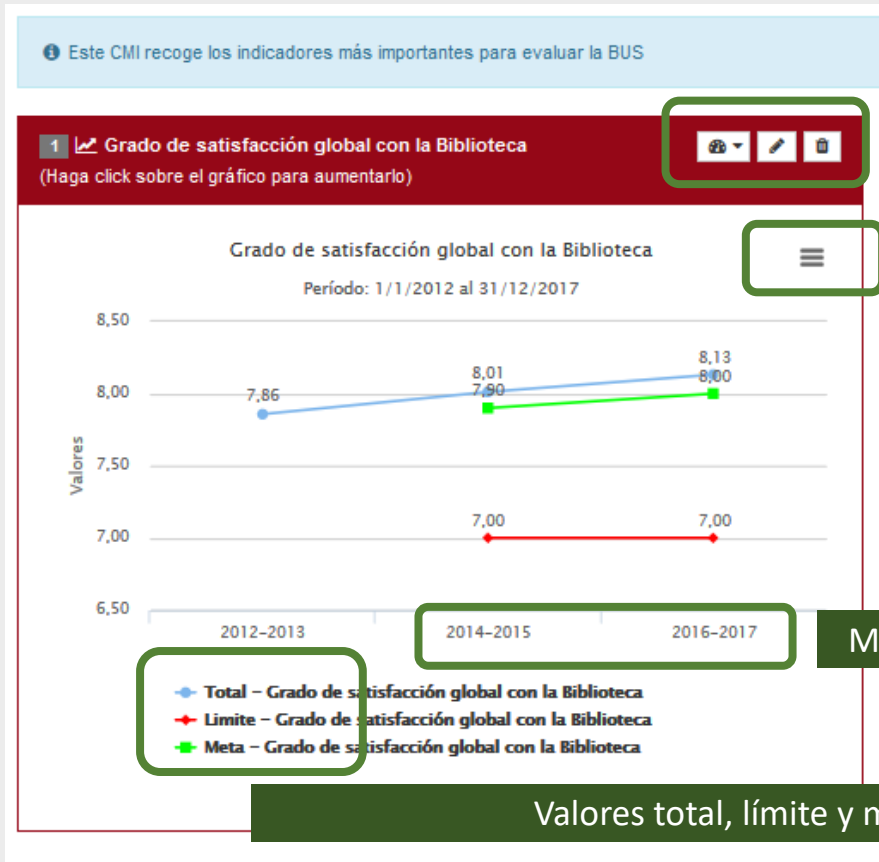 Este CMI recoge los indicadores más importantes para evaluar la BUS
1 Grado de satisfacción global con la Biblioteca
(Haga click sobre el gráfico para aumentarlo)
Grado de satisfacción global con la Biblioteca
Período: 1/1/2012 al 31/12/2017
Valores
8,50
8,00
7,50
7,00
6,50
7,86
8,01
7,90
8,13
8,00
7,00
7,00
2012-2013
2014-2015
2016-2017
M
Total – Grado de satisfacción global con la Biblioteca
Limite – Grado de satisfacción global con la Biblioteca
Meta – Grado de satisfacción global con la Biblioteca
Valores total, límite y